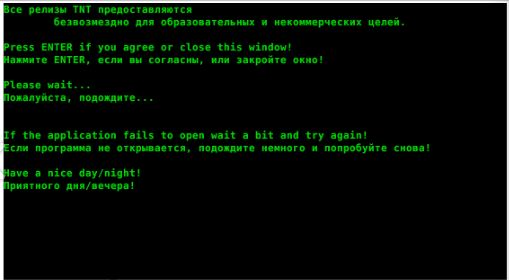 Все релизы TNT предоставляются
безвозмездно для образовательных и некоммерческих целей.
Press ENTER if you agree or close this window!
Нажмите ENTER, если вы согласны, или закройте окно!
Please wait...
Пожалуйста, подождите...
If the application fails to open wait a bit and try again!
Если программа не открывается, подождите немного и попробуйте снова!
Have a nice day/night!
Приятного дня/вечера!